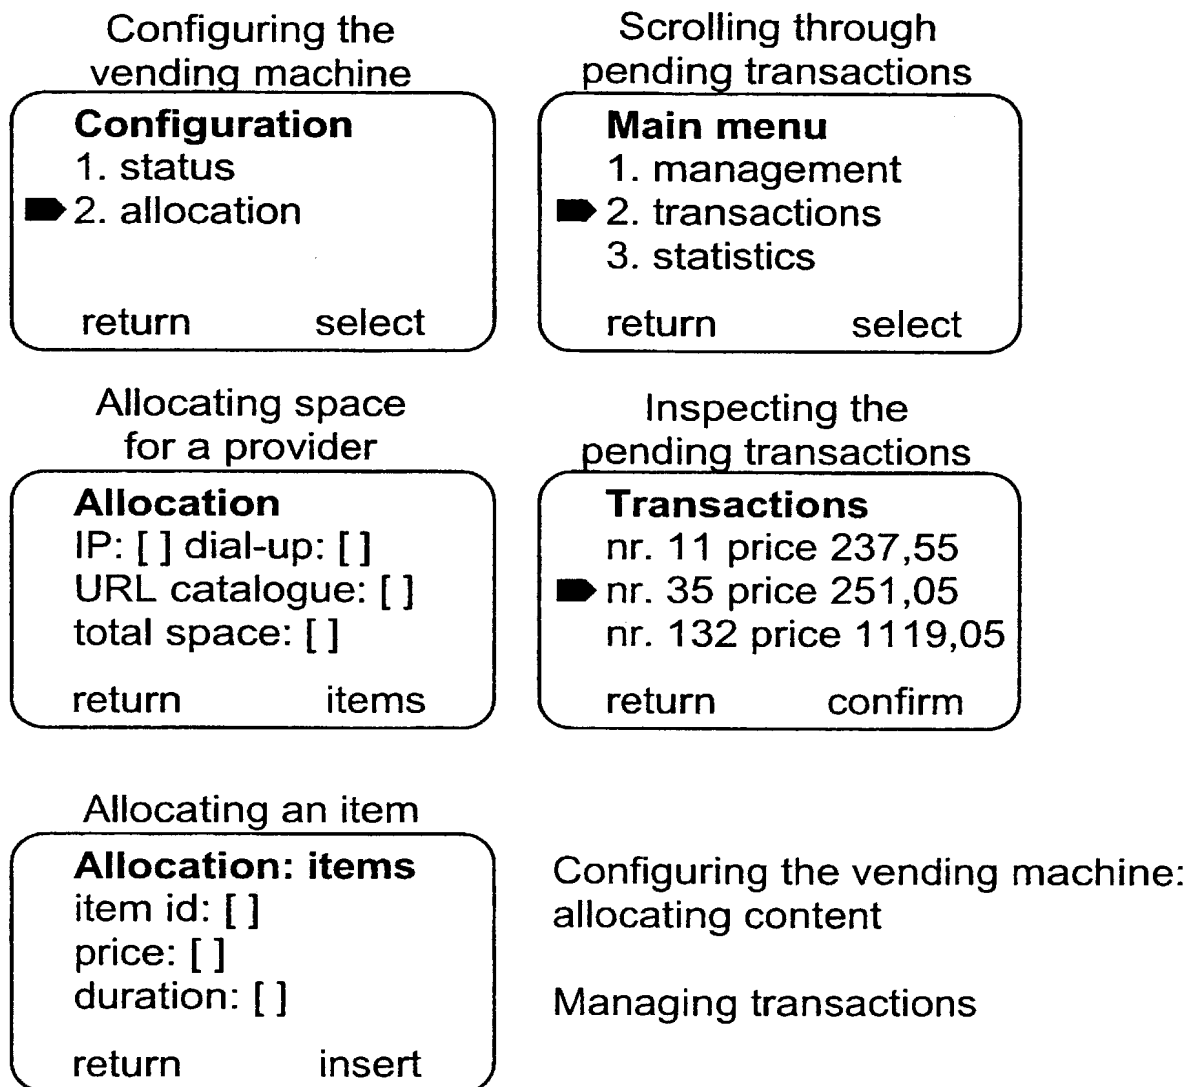 Configuring the
vending machine
Configuration
1. status
2. allocation
return select
Scrolling through
pending transactions
Main menu
1. management
2. transactions
3. statistics
return select
Allocating space
for a provider
Allocation
IP: [ ] dial-up: [ ]
URL catalogue: [ ]
total space: [ ]
return items
Inspecting the
pending transactions
Transactions
nr. 11 price 237,55
nr. 35 price 251,05
nr. 132 price 1119,05
return confirm
Allocating an item
Allocation: items
item id: [ ]
price: [ ]
duration: [ ]
return insert
Configuring the vending machine:
allocating content
Managing transactions